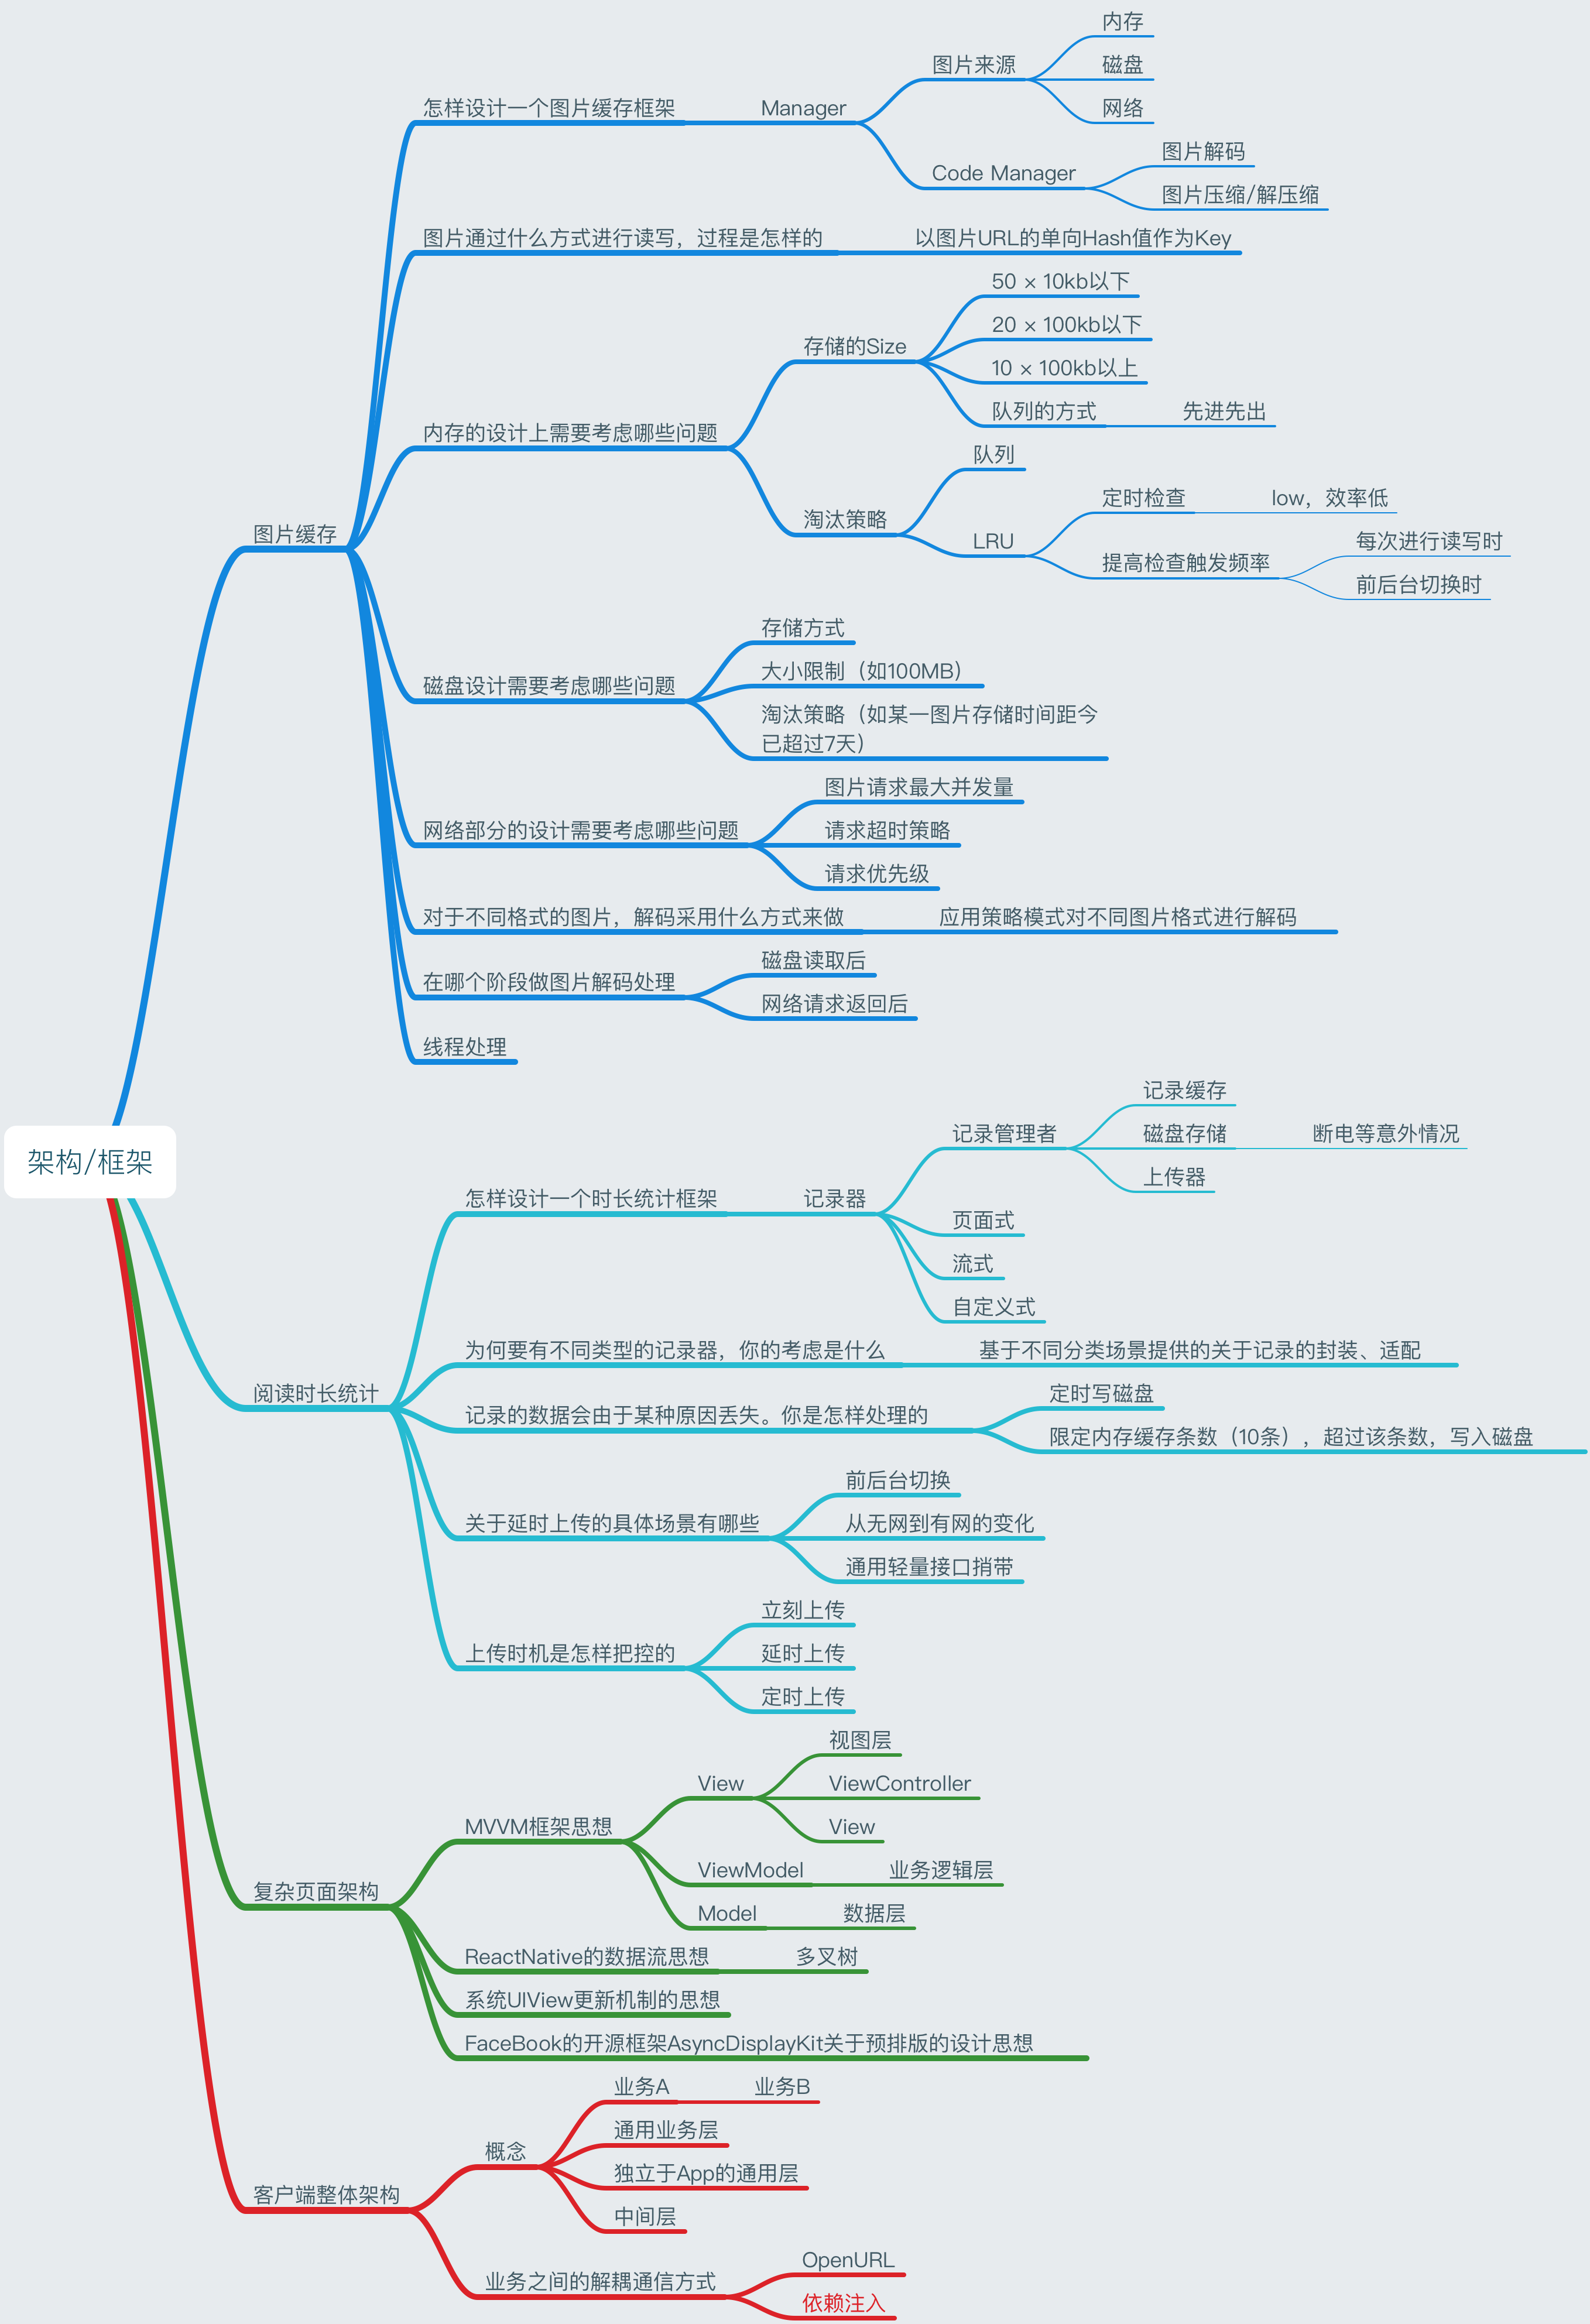 架构/框架
图片缓存
怎样设计一个图片缓存框架
Manager
图片来源
内存
磁盘
网络
Code Manager
图片解码
图片压缩/解压缩
图片通过什么方式进行读写，过程是怎样的
以图片URL的单向Hash值作为Key
内存的设计上需要考虑哪些问题
存储的Size
50 × 10kb以下
20 × 100kb以下
10 × 100kb以上
队列的方式
先进先出
淘汰策略
队列
LRU
定时检查
low，效率低
提高检查触发频率
每次进行读写时
前后台切换时
磁盘设计需要考虑哪些问题
存储方式
大小限制（如100MB）
淘汰策略（如某一图片存储时间距今
已超过7天）
网络部分的设计需要考虑哪些问题
图片请求最大并发量
请求超时策略
请求优先级
对于不同格式的图片，解码采用什么方式来做
应用策略模式对不同图片格式进行解码
在哪个阶段做图片解码处理
磁盘读取后
网络请求返回后
线程处理
阅读时长统计
怎样设计一个时长统计框架
记录器
记录管理者
记录缓存
磁盘存储
断电等意外情况
上传器
页面式
流式
自定义式
为何要有不同类型的记录器，你的考虑是什么
基于不同分类场景提供的关于记录的封装、适配
记录的数据会由于某种原因丢失。你是怎样处理的
定时写磁盘
限定内存缓存条数（10条），超过该条数，写入磁盘
关于延时上传的具体场景有哪些
前后台切换
从无网到有网的变化
通用轻量接口捎带
上传时机是怎样把控的
立刻上传
延时上传
定时上传
复杂页面架构
MVVM框架思想
View
视图层
ViewController
View
ViewModel
业务逻辑层
Model
数据层
ReactNative的数据流思想
多叉树
系统UIView更新机制的思想
FaceBook的开源框架AsyncDisplayKit关于预排版的设计思想
客户端整体架构
概念
业务A
业务B
通用业务层
独立于App的通用层
中间层
业务之间的解耦通信方式
OpenURL
依赖注入